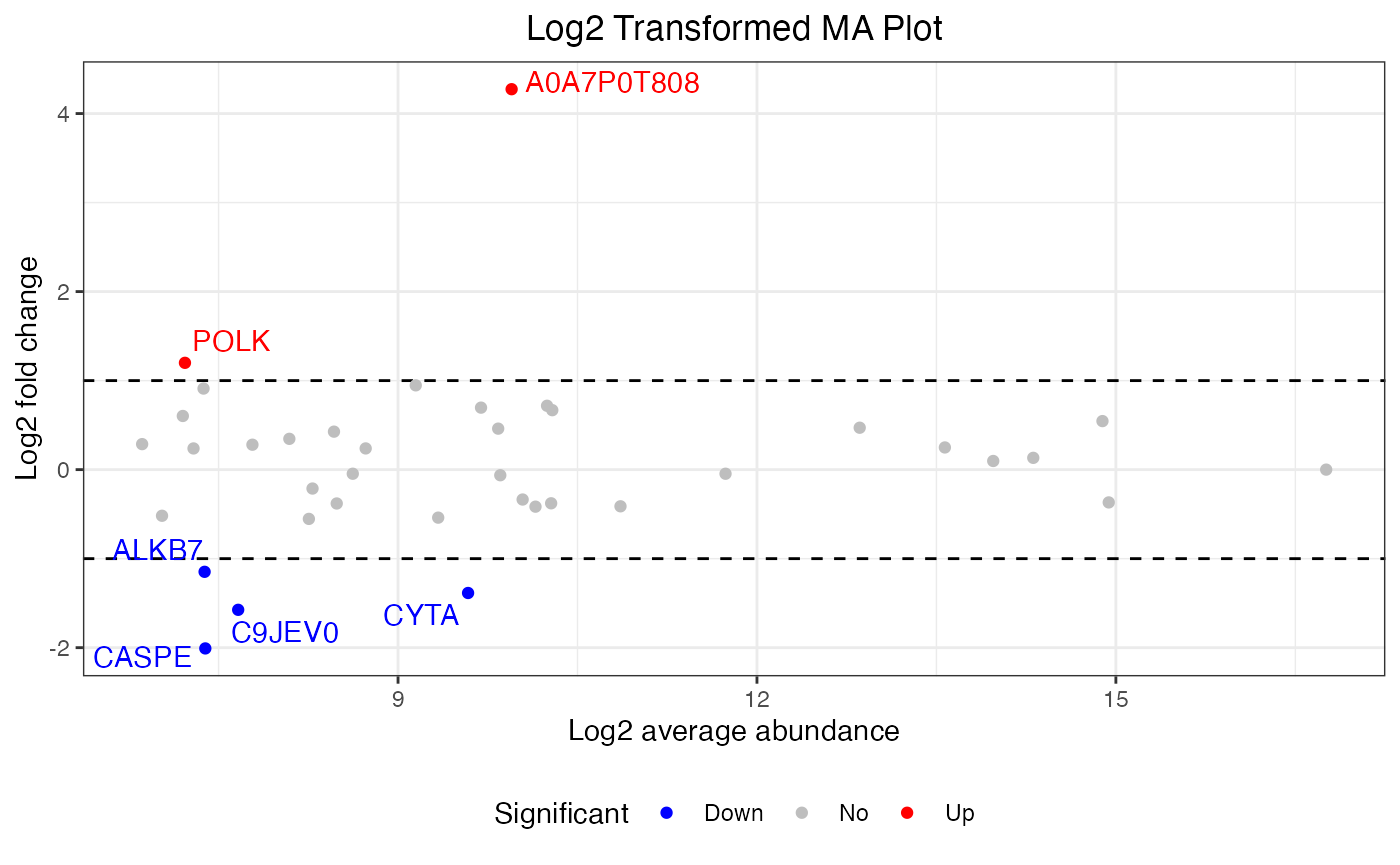 Log2 Transformed MA Plot
A0A7P0T808
4
2
POLK
0
ALKB7
CYTA
C9JEV0
CASPE
-2
Log2 fold change
9
12
15
Log2 average abundance
Significant Down No Up